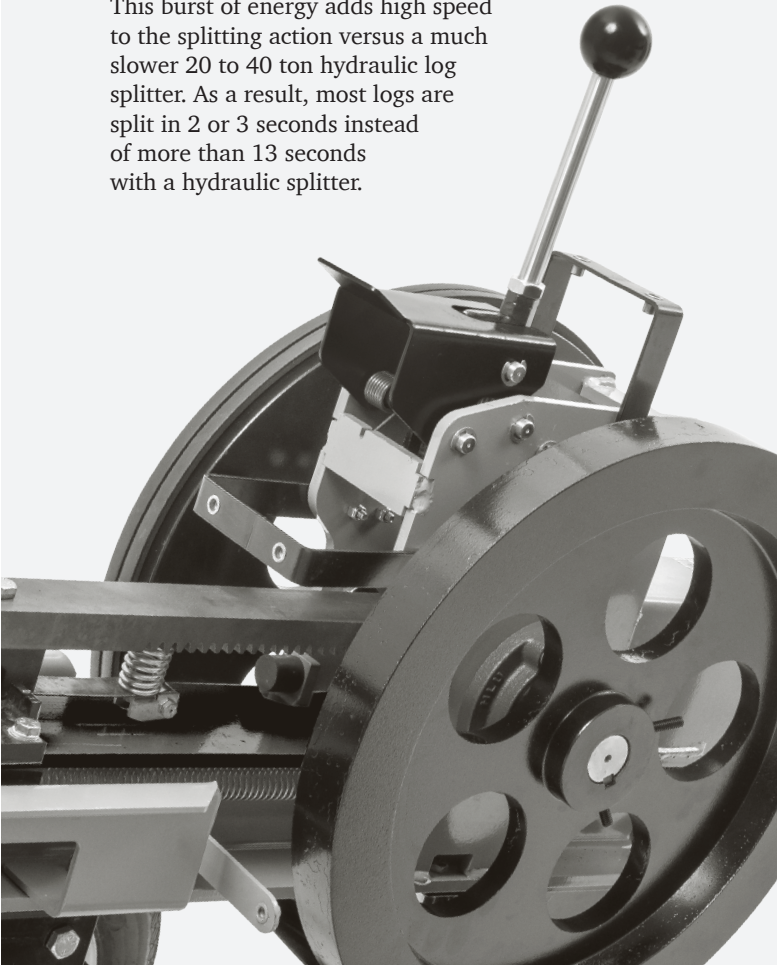 This burst of energy adds high speed
to the splitting action versus a much
slower 20 to 40 ton hydraulic log
splitter. As a result, most logs are
split in 2 or 3 seconds instead
of more than 13 seconds
with a hydraulic splitter.